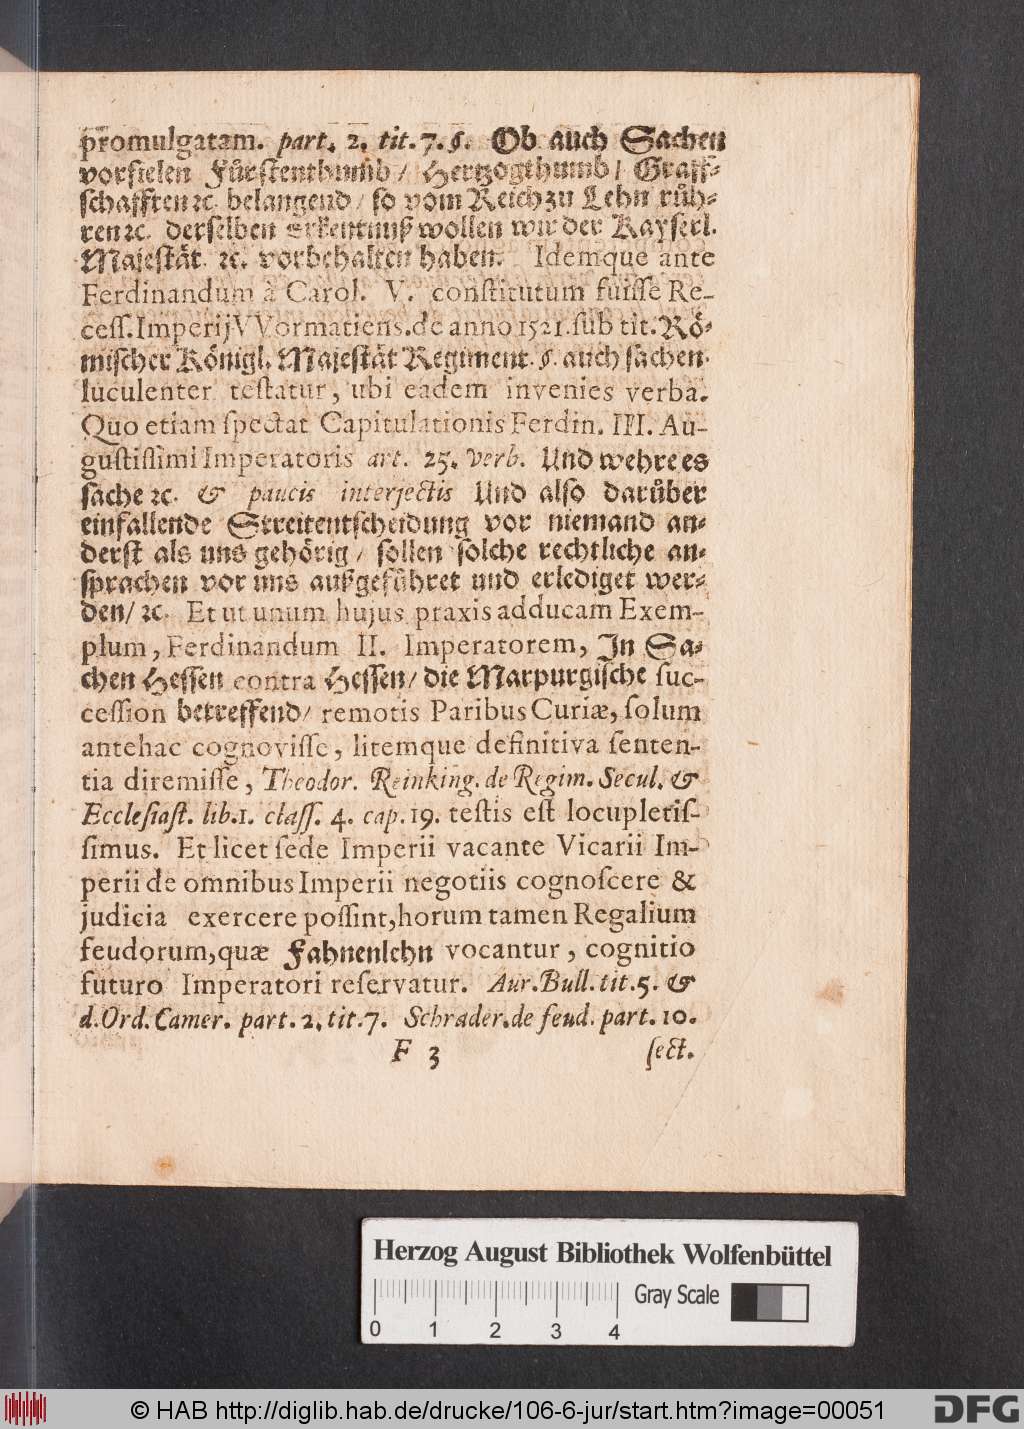 promulgatam. part. 2. tit. 7. §. Ob auch Sachen
vorfielen Fürstenthumb / Hertzogthumb / Graff-
schafften ꝛc. belangend / so vom Reich zu Lehn rüh-
ren ꝛc. derselben Erkentnuß wollen wir der Kayserl.
Majestät ꝛc. vorbehalten haben. Idemque ante
Ferdinandum à Carol. V. constitutum fuisse Re-
cess. Imperij VVormatiens. de anno 1521. sub tit. Rö-
mischer Königl. Majestät Regiment. §. auch sachen.
luculenter testatur, ubi eadem invenies verba.
Quo etiam spectat Capitulationis Ferdin. III. Au-
gustissimi Imperatoris art. 25. verb. Und wehre es
sache ꝛc. & paucis interjectis Und also darüber
einfallende Streitentscheidung vor niemand an-
derst als uns gehörig / sollen solche rechtliche an-
sprachen vor uns außgeführet und erlediget wer-
den / ꝛc. Et ut unum hujus praxis adducam Exem-
plum, Ferdinandum II. Imperatorem, In Sa-
chen Hessen contra Hessen / die Marpurgische suc-
cession betreffend / remotis Paribus Curiæ, solum
antehac cognovisse, litemque definitiva senten-
tia diremisse, Theodor. Reinking. de Regim. Secul. &
Ecclesiast. lib. 1. class. 4. cap. 19. testis est locupletis-
simus. Et licet sede Imperii vacante Vicarii Im-
perii de omnibus Imperii negotiis cognoscere &
judicia exercere possint, horum tamen Regalium
feudorum, quæ Fahnenlehn vocantur, cognitio
futuro Imperatori reservatur. Aur. Bull. tit. 5. &
d. Ord. Camer. part. 2. tit. 7. Schrader. de feud. part. 10.
F 3 sect.
Herzog August Bibliothek Wolfenbüttel
Gray Scale
0 1 2 3 4
© HAB http://diglib.hab.de/drucke/106-6-jur/start.htm?image=00051
DFG